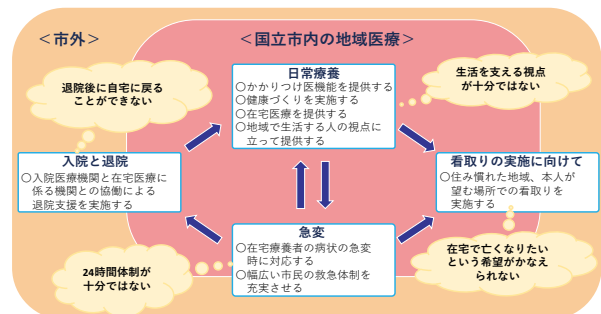 ＜市外＞
＜国立市内の地域医療＞
退院後に自宅に戻る
ことができない
日常療養
○かかりつけ医機能を提供する
○健康づくりを実施する
○在宅医療を提供する
○地域で生活する人の視点に
立って提供する
生活を支える視点
が十分ではない
入院と退院
○入院医療機関と在宅医療に
係る機関との協働による
退院支援を実施する
看取りの実施に向けて
○住み慣れた地域、本人が
望む場所での看取りを
実施する
急変
○在宅療養者の病状の急変
時に対応する
○幅広い市民の救急体制を
充実させる
24時間体制が
十分ではない
在宅で亡くなりたい
という希望がかなえ
られない